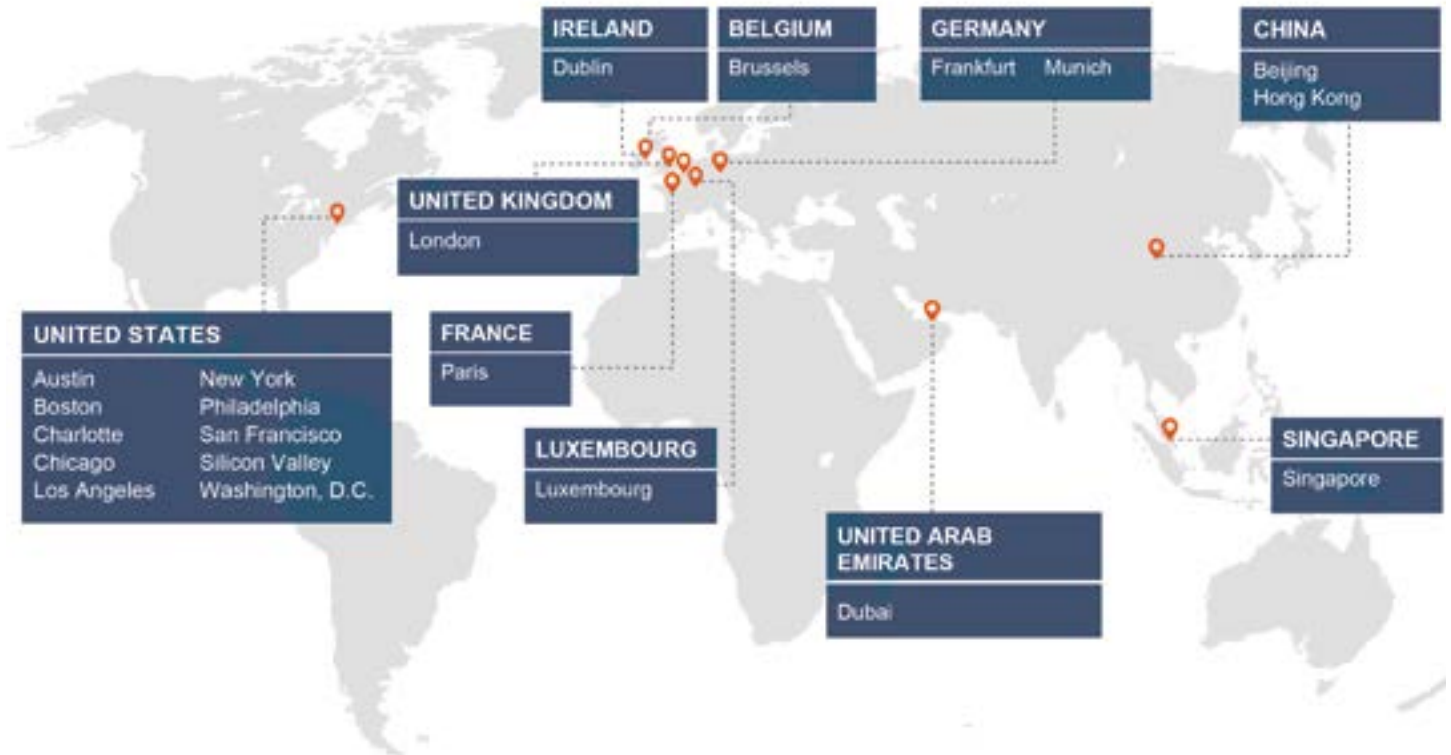 IRELAND
Dublin
BELGIUM
Brussels
GERMANY
Frankfurt Munich
CHINA
Beijing
Hong Kong
UNITED KINGDOM
London
UNITED STATES
Austin New York
Boston Philadelphia
Charlotte San Francisco
Chicago Silicon Valley
Los Angeles Washington, D.C.
FRANCE
Paris
LUXEMBOURG
Luxembourg
SINGAPORE
Singapore
UNITED ARAB
EMIRATES
Dubai